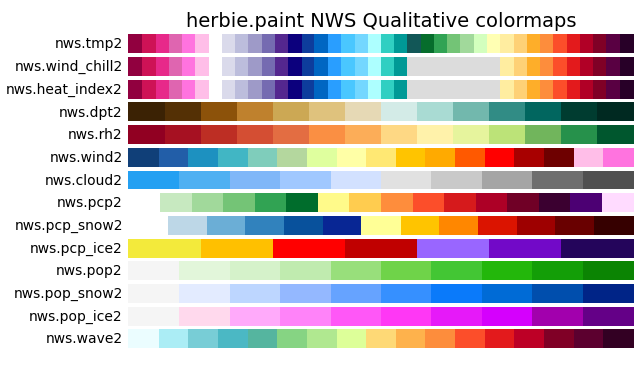 herbie.paint NWS Qualitative colormaps
nws.tmp2
nws.wind_chill2
nws.heat_index2
nws.dpt2
nws.rh2
nws.wind2
nws.cloud2
nws.pcp2
nws.pcp_snow2
nws.pcp_ice2
nws.pop2
nws.pop_snow2
nws.pop_ice2
nws.wave2